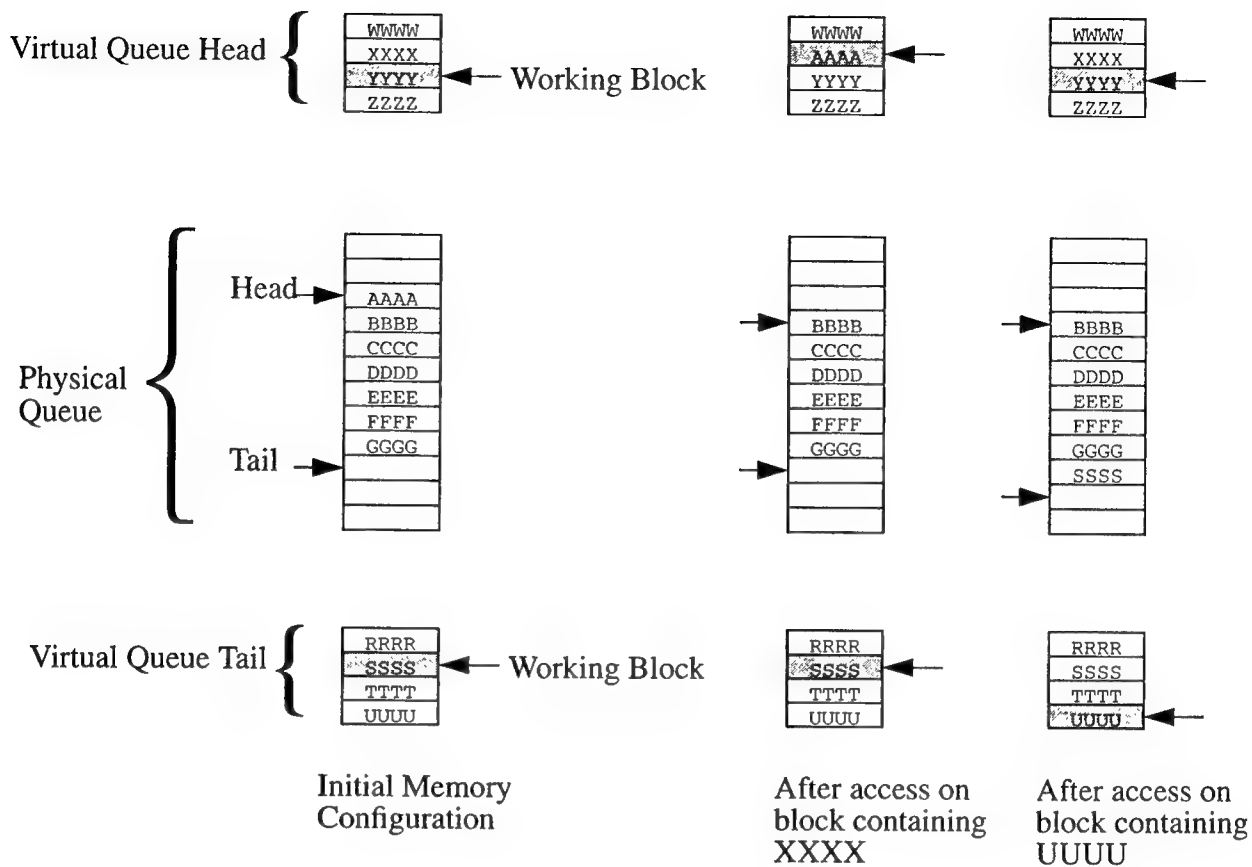 Virtual Queue Head
WWWW
XXXX
YYYY
ZZZZ
Working Block
WWWW
AAAA
YYYY
ZZZZ
WWWW
XXXX
YYYY
ZZZZ
Physical
Queue
Head
Tail
AAAA
BBBB
CCCC
DDDD
EEEE
FFFF
GGGG
BBBB
CCCC
DDDD
EEEE
FFFF
GGGG
BBBB
CCCC
DDDD
EEEE
FFFF
GGGG
SSSS
Virtual Queue Tail
RRRR
SSSS
TTTT
UUUU
Working Block
RRRR
SSSS
TTTT
UUUU
RRRR
SSSS
TTTT
UUUU
Initial Memory
Configuration
After access on
block containing
XXXX
After access on
block containing
UUUU